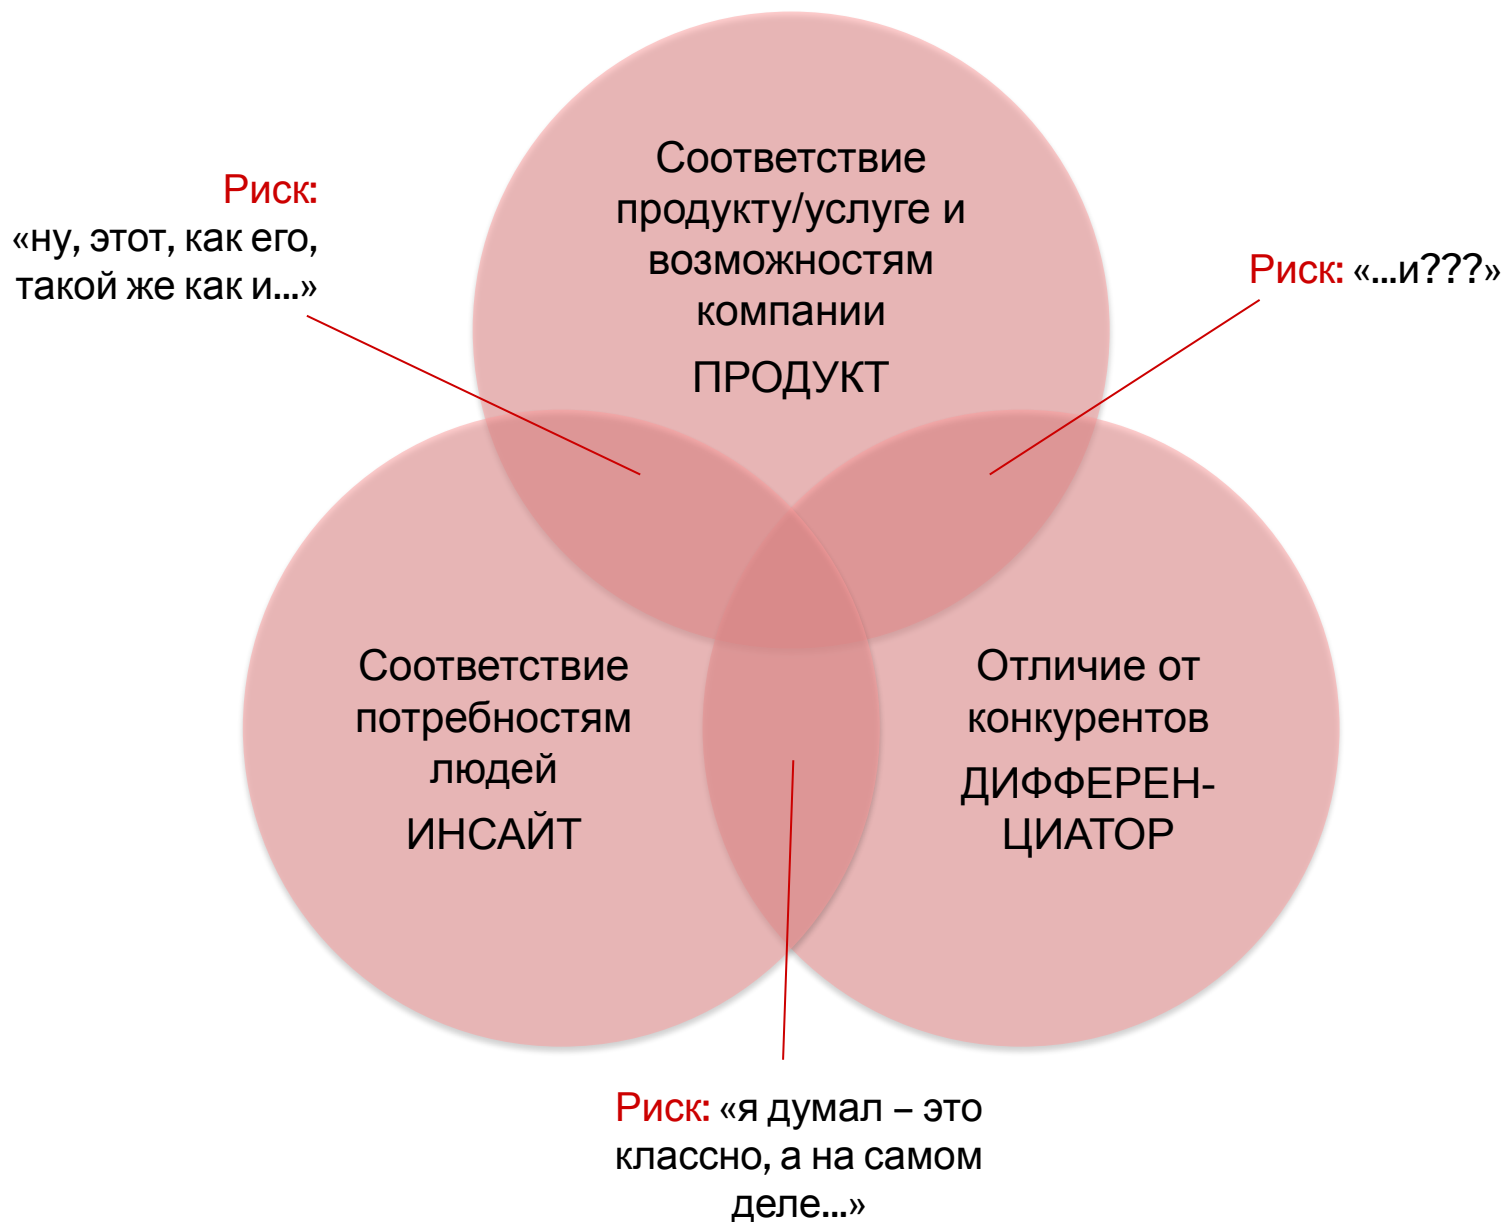 Соответствие
продукту/услуге и
возможностям
компании
ПРОДУКТ
Риск:
«ну, этот, как его,
такой же как и...»
Риск: «...и???»
Соответствие
потребностям
людей
ИНСАЙТ
Отличие от
конкурентов
ДИФФЕРЕН-
ЦИАТОР
Риск: «я думал – это
классно, а на самом
деле...»